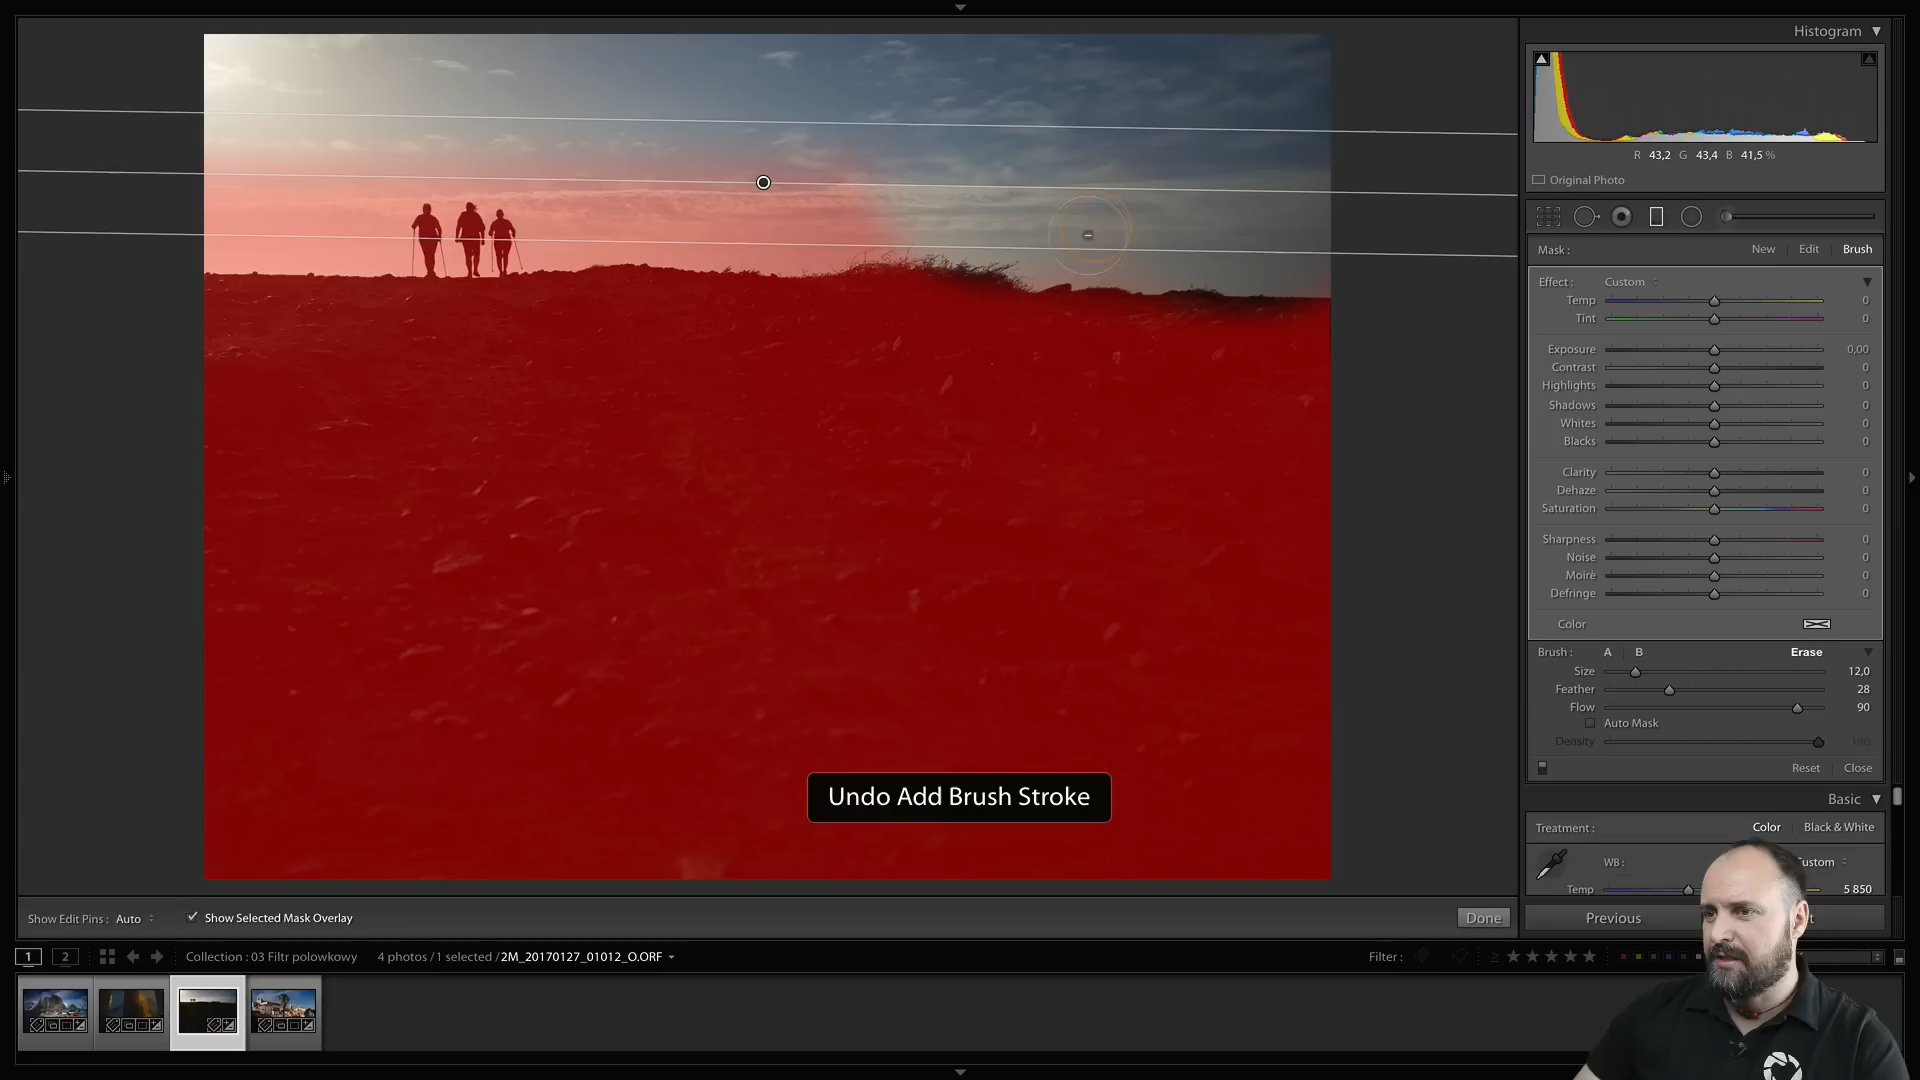 Histogram
R 43,2 G 43,4 B 41,5 %
Original Photo
Mask : New Edit Brush
Effect : Custom
Temp 0
Tint 0
Exposure 0,00
Contrast 0
Highlights 0
Shadows 0
Whites 0
Blacks 0
Clarity 0
Dehaze 0
Saturation 0
Sharpness 0
Noise 0
Moiré 0
Defringe 0
Color
Brush : A B Erase
Size 12,0
Feather 28
Flow 90
Auto Mask
Density 100
Reset Close
Undo Add Brush Stroke
Basic
Treatment : Color Black & White
WB :
Temp 5 850
Show Edit Pins : Auto Show Selected Mask Overlay Done
Previous
1 2 Collection : 03 Filtr polowkowy 4 photos / 1 selected / 2M_20170127_01012_O.ORF Filter :